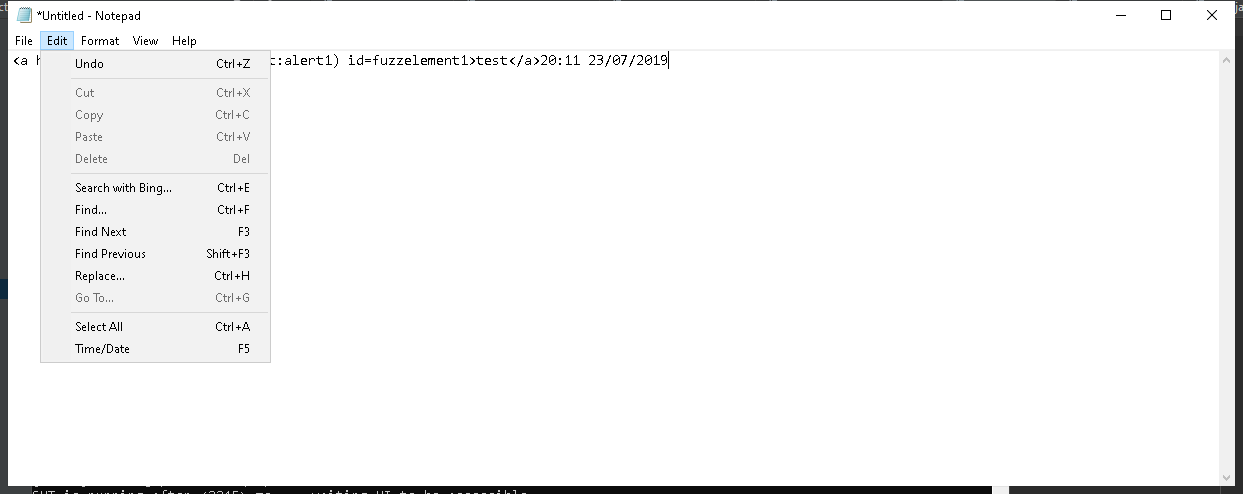 *Untitled - Notepad
File Edit Format View Help
<a h t:alert1) id=fuzzelement1>test</a>20:11 23/07/2019
Undo Ctrl+Z
Cut Ctrl+X
Copy Ctrl+C
Paste Ctrl+V
Delete Del
Search with Bing... Ctrl+E
Find... Ctrl+F
Find Next F3
Find Previous Shift+F3
Replace... Ctrl+H
Go To... Ctrl+G
Select All Ctrl+A
Time/Date F5